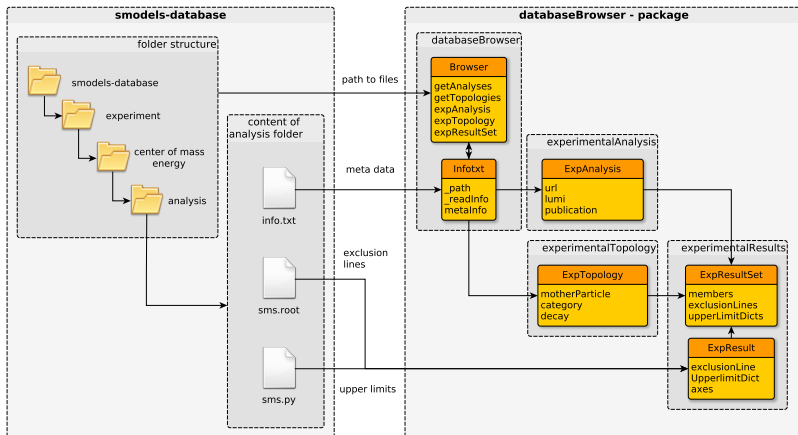 smodels-database
folder structure
smodels-database
experiment
center of mass
energy
analysis
content of
analysis folder
info.txt
sms.root
sms.py
path to files
meta data
exclusion
lines
upper limits
databaseBrowser - package
databaseBrowser
Browser
getAnalyses
getTopologies
expAnalysis
expTopology
expResultSet
Infotxt
_path
_readInfo
metaInfo
experimentalAnalysis
ExpAnalysis
url
lumi
publication
experimentalTopology
ExpTopology
motherParticle
category
decay
experimentalResults
ExpResultSet
members
exclusionLines
upperLimitDicts
ExpResult
exclusionLine
UpperlimitDict
axes